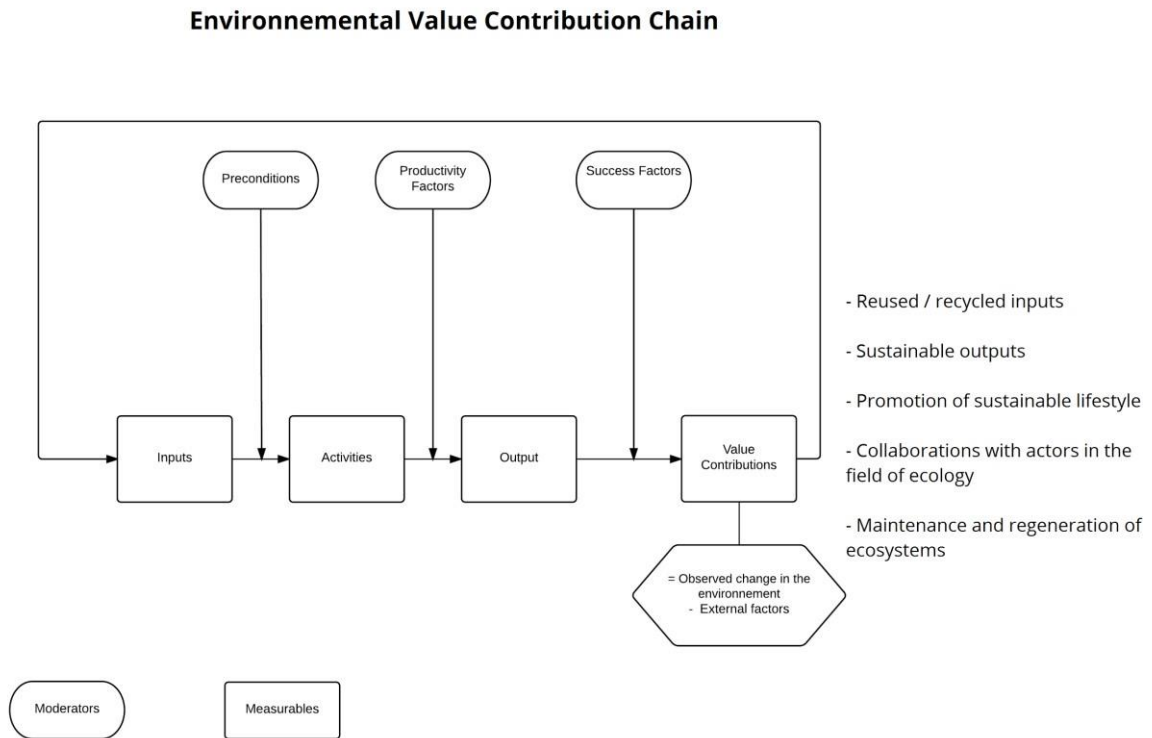 Environnemental Value Contribution Chain
Preconditions
Productivity
Factors
Success Factors
Inputs
Activities
Output
Value
Contributions
- Reused / recycled inputs
- Sustainable outputs
- Promotion of sustainable lifestyle
- Collaborations with actors in the
field of ecology
- Maintenance and regeneration of
ecosystems
= Observed change in the
environnement
- External factors
Moderators
Measurables